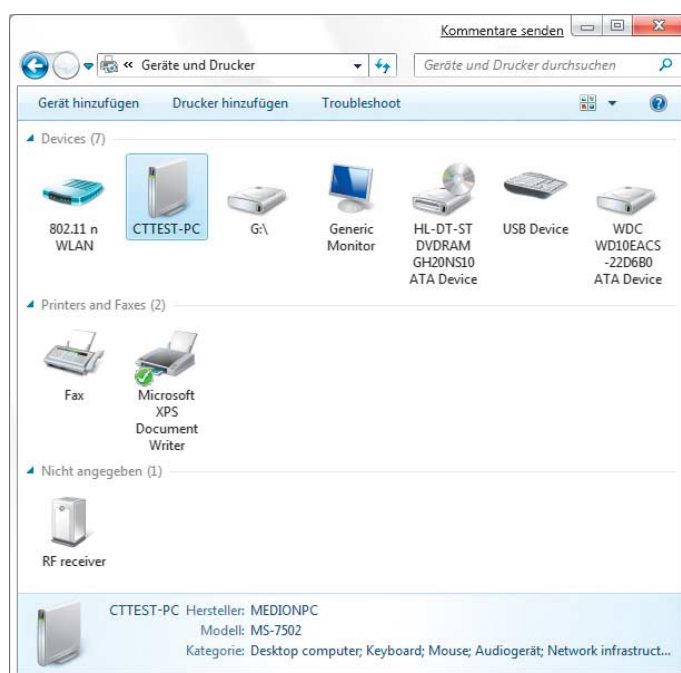 Kommentare senden
« Geräte und Drucker
Geräte und Drucker durchsuchen
Gerät hinzufügen Drucker hinzufügen Troubleshoot
Devices (7)
802.11 n
WLAN
CTTEST-PC
G:\
Generic
Monitor
HL-DT-ST
DVDRAM
GH20NS10
ATA Device
USB Device
WDC
WD10EACS
-22D6B0
ATA Device
Printers and Faxes (2)
Fax
Microsoft
XPS
Document
Writer
Nicht angegeben (1)
RF receiver
CTTEST-PC Hersteller: MEDIONPC
Modell: MS-7502
Kategorie: Desktop computer; Keyboard; Mouse; Audiogerät; Network infrastruct...